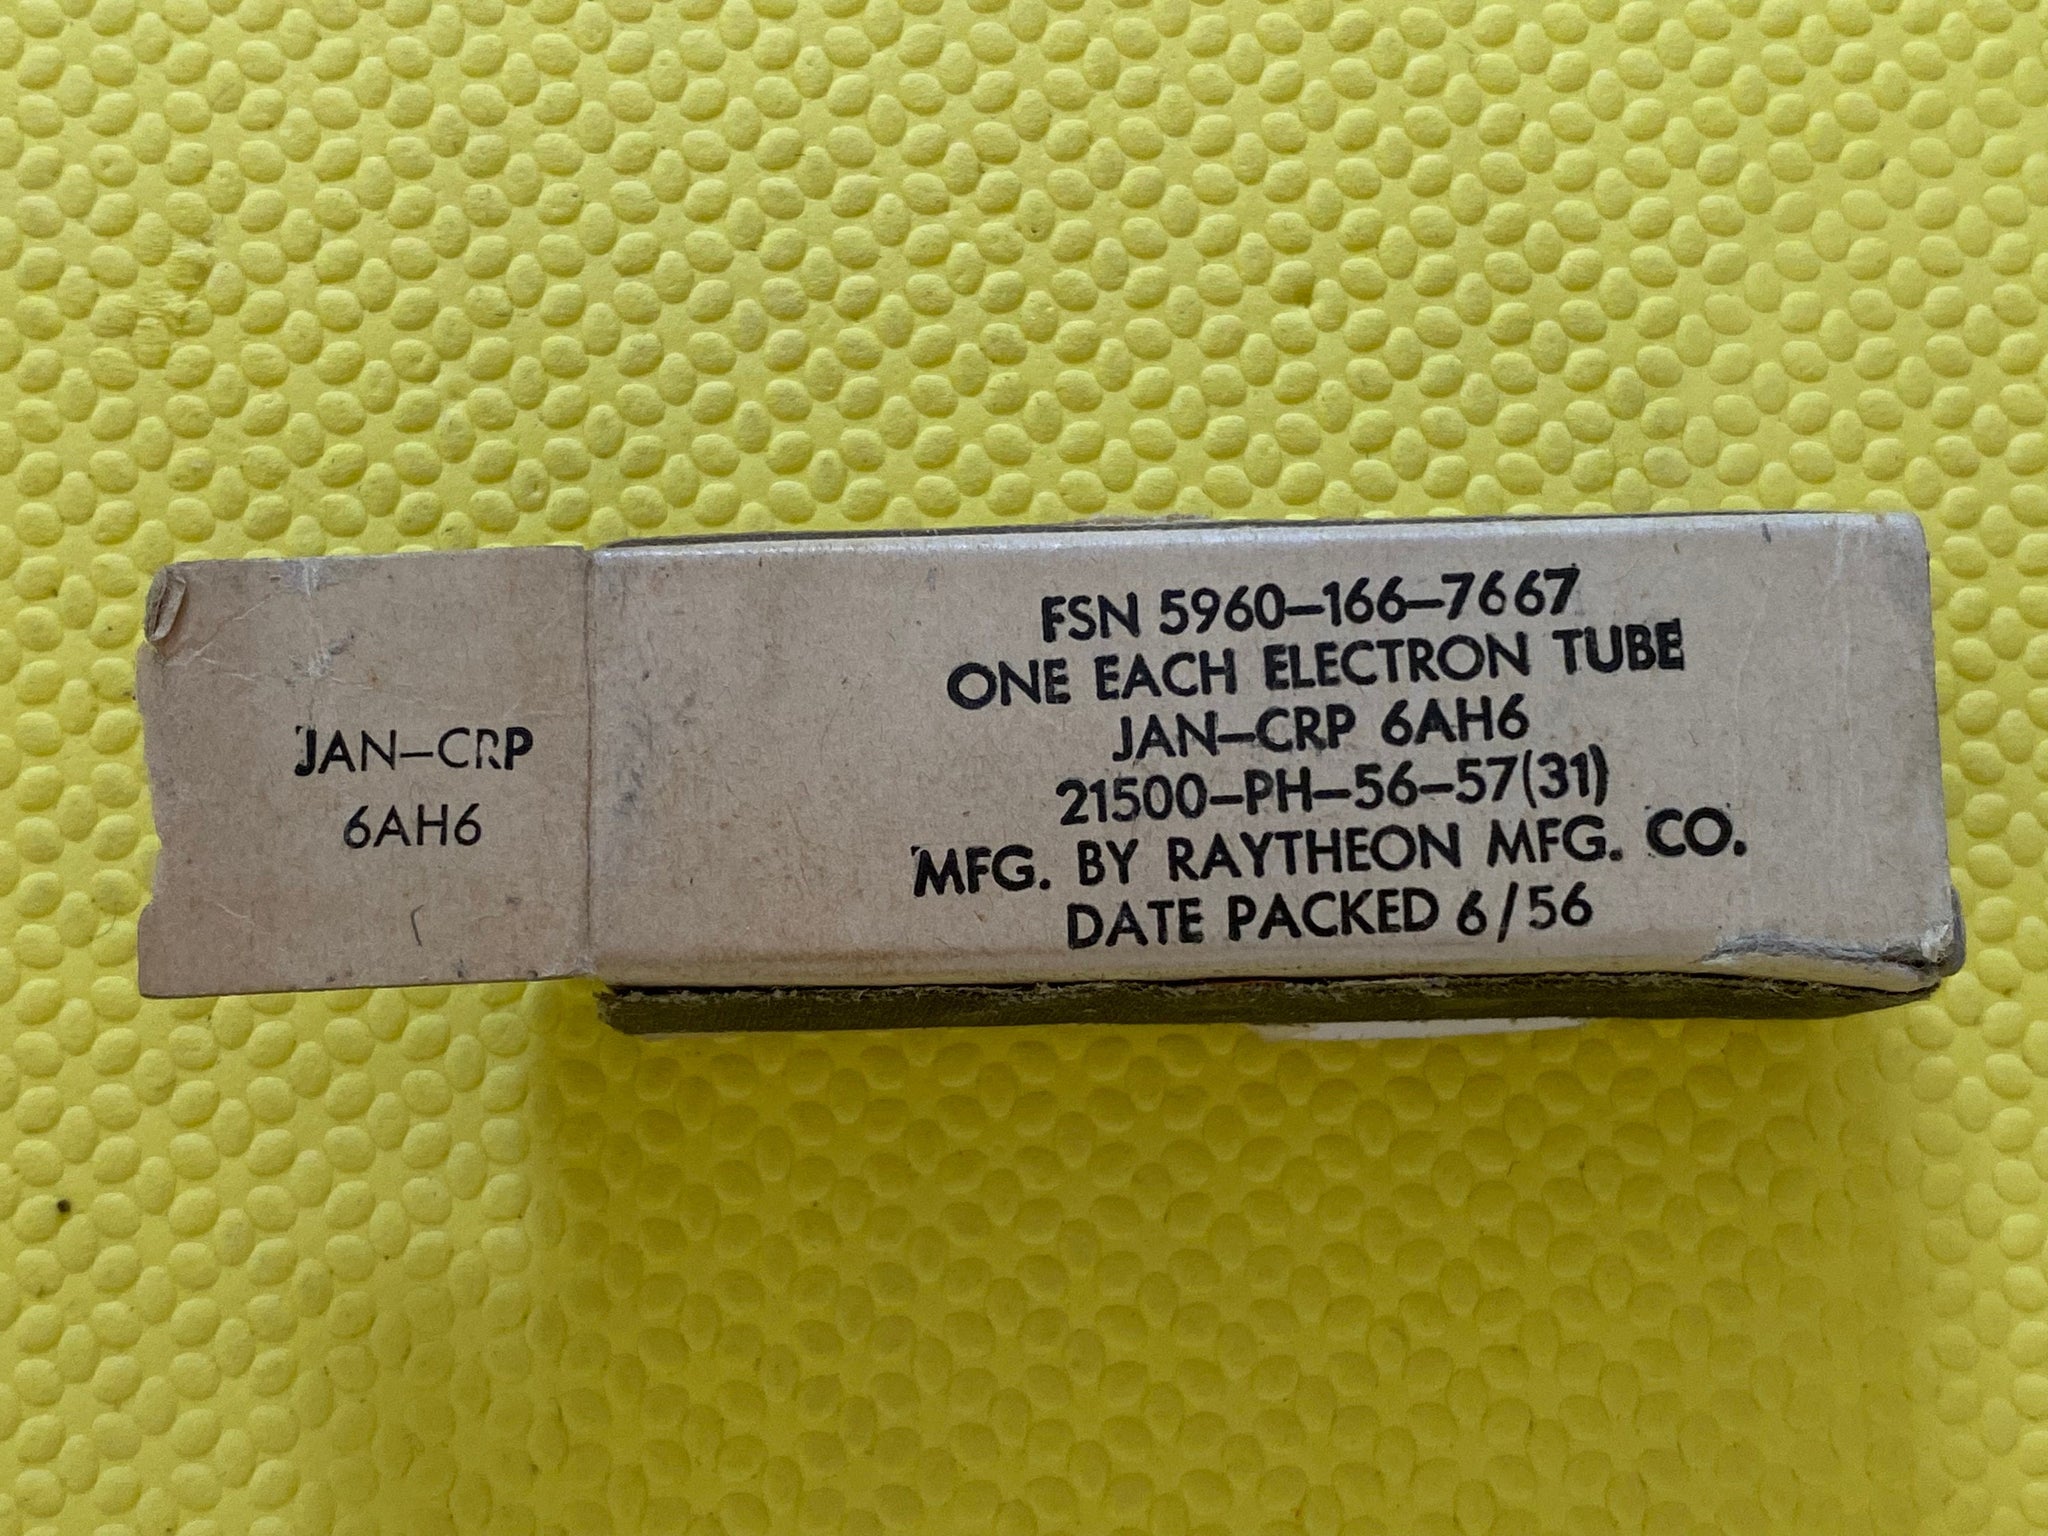 JAN–CRP
6AH6
FSN 5960–166–7667
ONE EACH ELECTRON TUBE
JAN–CRP 6AH6
21500–PH–56–57(31)
MFG. BY RAYTHEON MFG. CO.
DATE PACKED 6/56